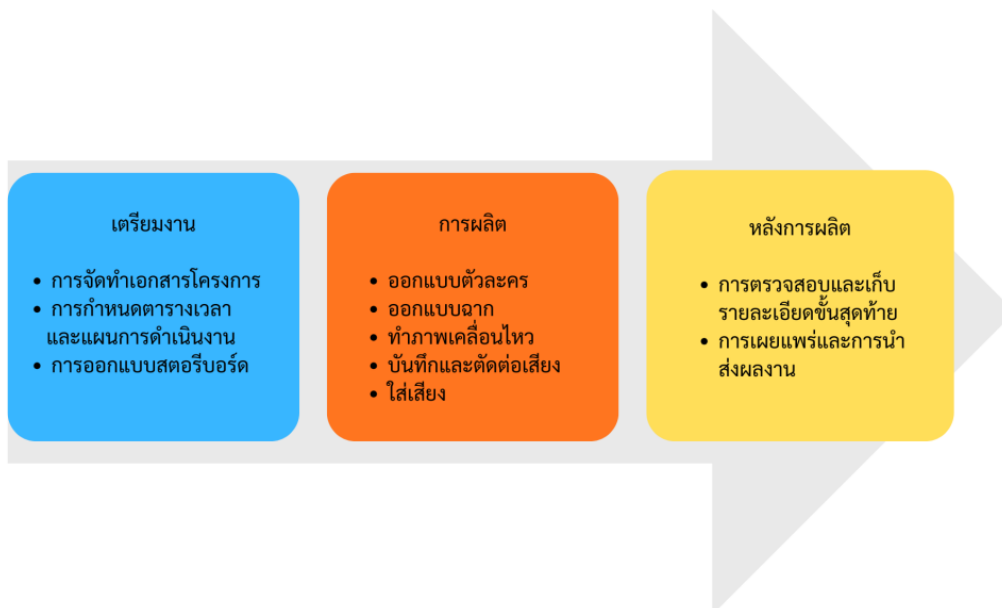 เตรียมงาน
• การจัดทำเอกสารโครงการ
• การกำหนดตารางเวลา
และแผนการดำเนินงาน
• การออกแบบสตอรีบอร์ด
การผลิต
• ออกแบบตัวละคร
• ออกแบบฉาก
• ทำภาพเคลื่อนไหว
• บันทึกและตัดต่อเสียง
• ใส่เสียง
หลังการผลิต
• การตรวจสอบและเก็บ
รายละเอียดขั้นสุดท้าย
• การเผยแพร่และการนำ
ส่งผลงาน